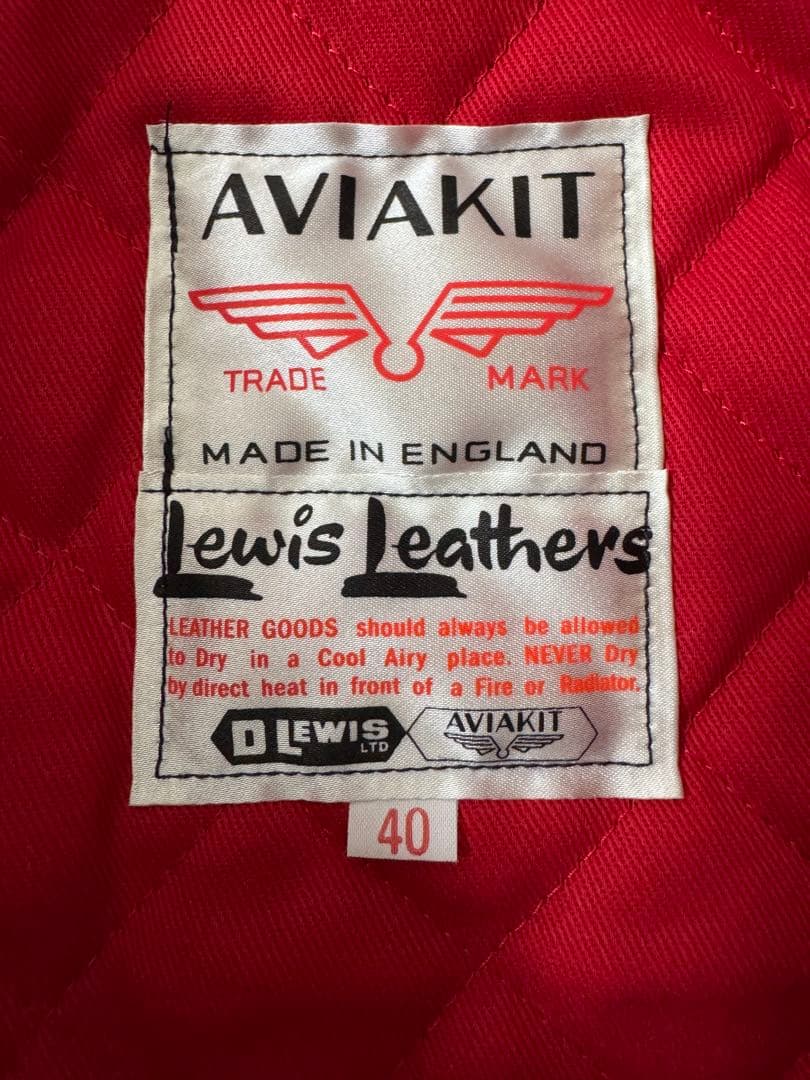 AVIAKIT
TRADE MARK
MADE IN ENGLAND
Lewis Leathers
LEATHER GOODS should always be allowed
to Dry in a Cool Airy place. NEVER Dry
by direct heat in front of a Fire or Radiator.
D LEWIS LTD AVIAKIT
40